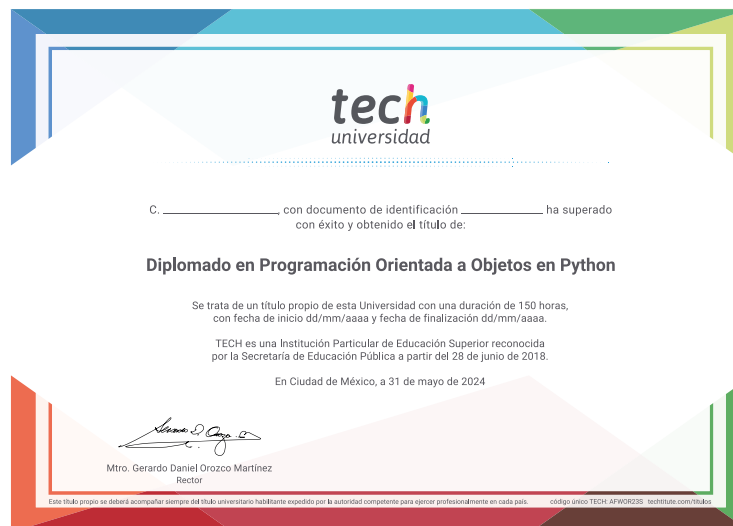 tech
universidad
C. ____________________, con documento de identificación ______________ ha superado
con éxito y obtenido el título de:
Diplomado en Programación Orientada a Objetos en Python
Se trata de un título propio de esta Universidad con una duración de 150 horas,
con fecha de inicio dd/mm/aaaa y fecha de finalización dd/mm/aaaa.
TECH es una Institución Particular de Educación Superior reconocida
por la Secretaría de Educación Pública a partir del 28 de junio de 2018.
En Ciudad de México, a 31 de mayo de 2024
Mtro. Gerardo Daniel Orozco Martínez
Rector
Este título propio se deberá acompañar siempre del título universitario habilitante expedido por la autoridad competente para ejercer profesionalmente en cada país. código único TECH: AFWOR23S techtitute.com/titulos